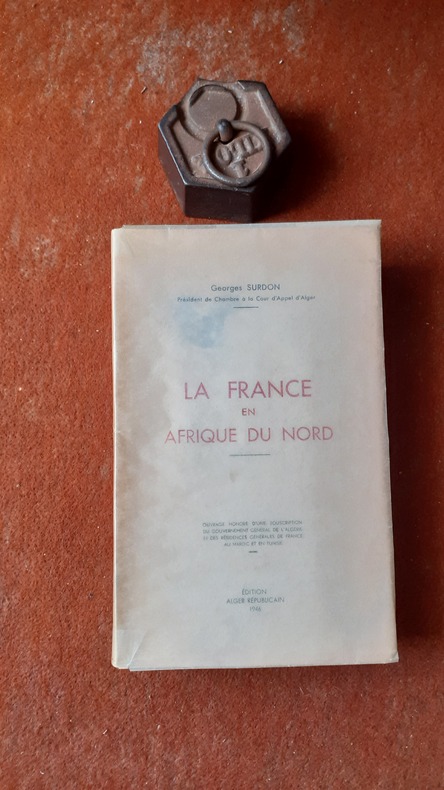 Georges SURDON
Président de Chambre à la Cour d'Appel d'Alger
LA FRANCE
EN
AFRIQUE DU NORD
OUVRAGE HONORÉ D'UNE SOUSCRIPTION
DU GOUVERNEMENT GÉNÉRAL DE L'ALGÉRIE
ET DES RÉSIDENCES GÉNÉRALES DE FRANCE
AU MAROC ET EN TUNISIE
ÉDITION
ALGER RÉPUBLICAIN